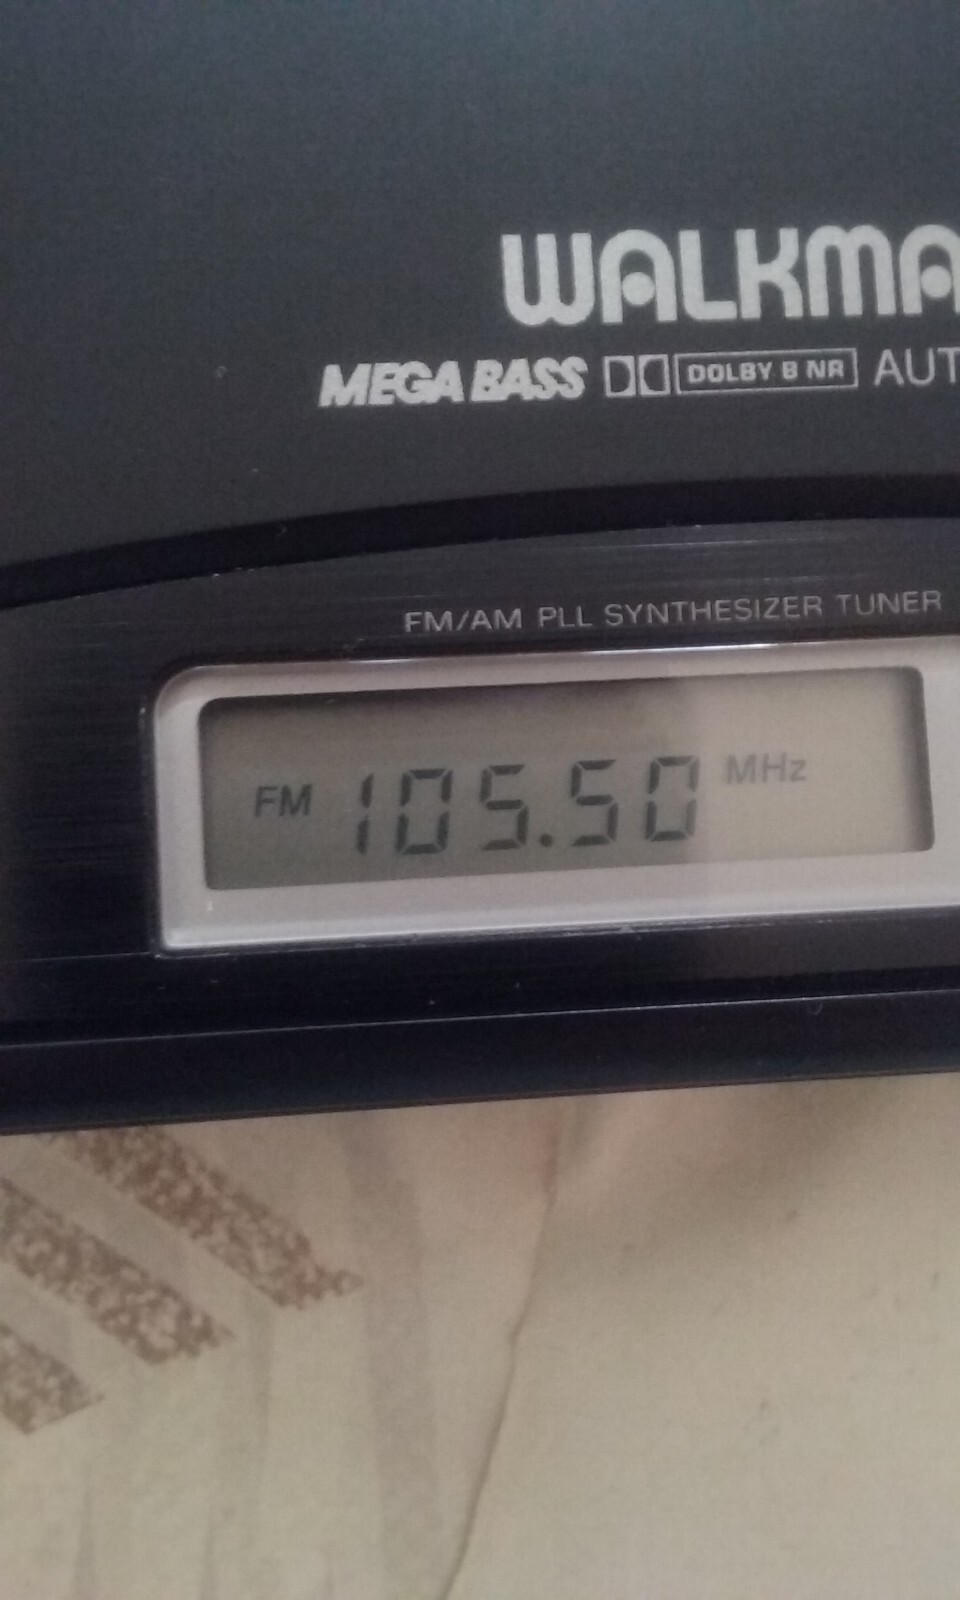 WALKMA
MEGA BASS DOLBY B NR AUT
FM/AM PLL SYNTHESIZER TUNER
FM 105.50 MHz